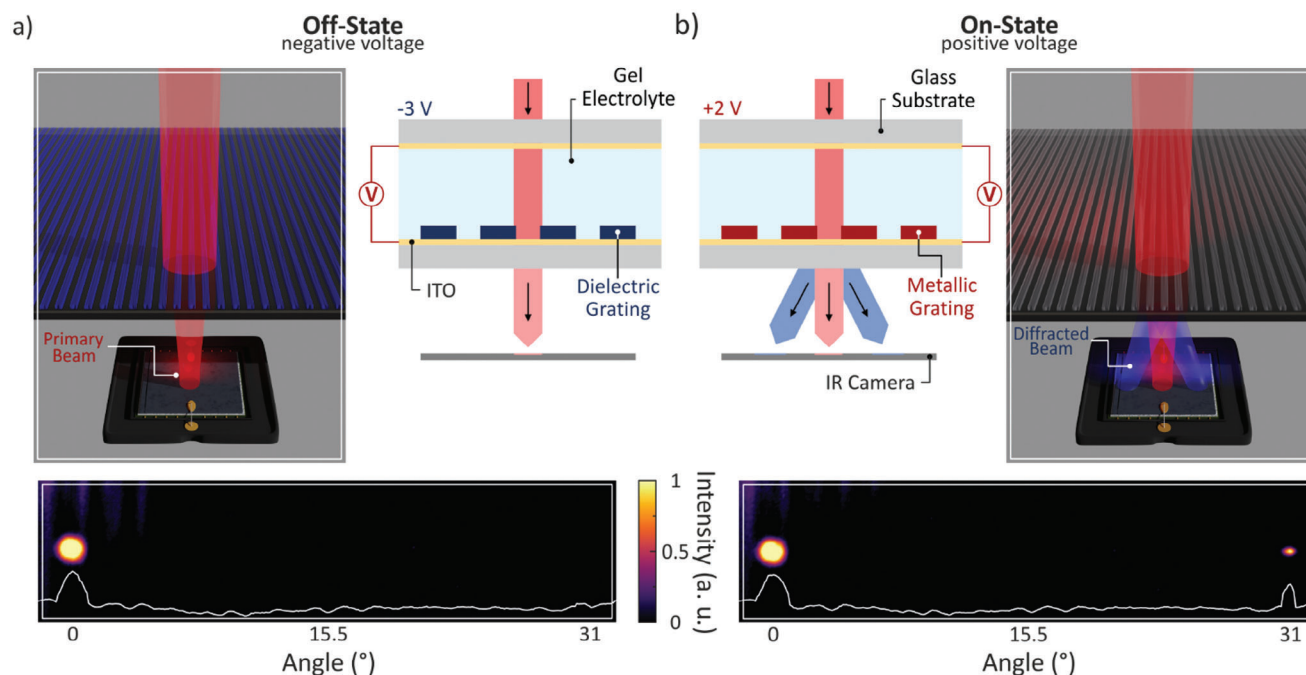 a)
Off-State
negative voltage
Primary
Beam
-3 V
Gel
Electrolyte
V
ITO
Dielectric
Grating
b)
On-State
positive voltage
+2 V
Glass
Substrate
V
Metallic
Grating
IR Camera
Diffracted
Beam
0
15.5
31
Angle (°)
1
0.5
0
Intensity (a. u.)
0
15.5
31
Angle (°)